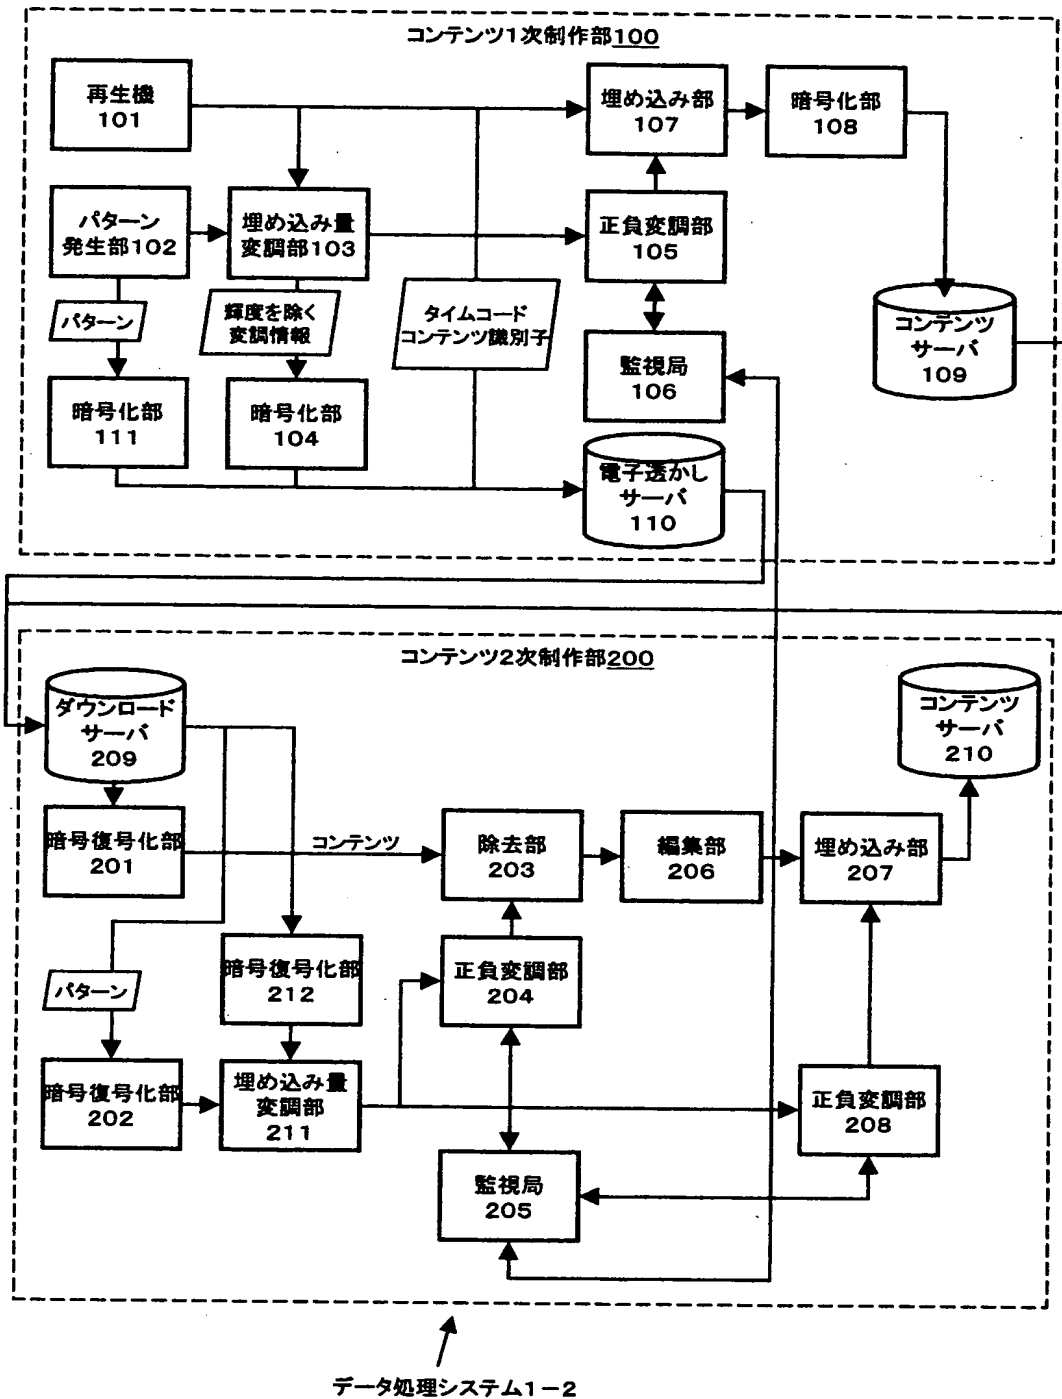 コンテンツ1次制作部100
再生機
101
埋め込み部
107
暗号化部
108
パターン
発生部102
埋め込み量
変調部103
正負変調部
105
パターン
輝度を除く
変調情報
タイムコード
コンテンツ識別子
コンテンツ
サーバ
109
監視局
106
暗号化部
111
暗号化部
104
電子透かし
サーバ
110
コンテンツ2次制作部200
ダウンロード
サーバ
209
コンテンツ
サーバ
210
暗号復号化部
201
コンテンツ
除去部
203
編集部
206
埋め込み部
207
暗号復号化部
212
正負変調部
204
パターン
暗号復号化部
202
埋め込み量
変調部
211
正負変調部
208
監視局
205
データ処理システム1-2